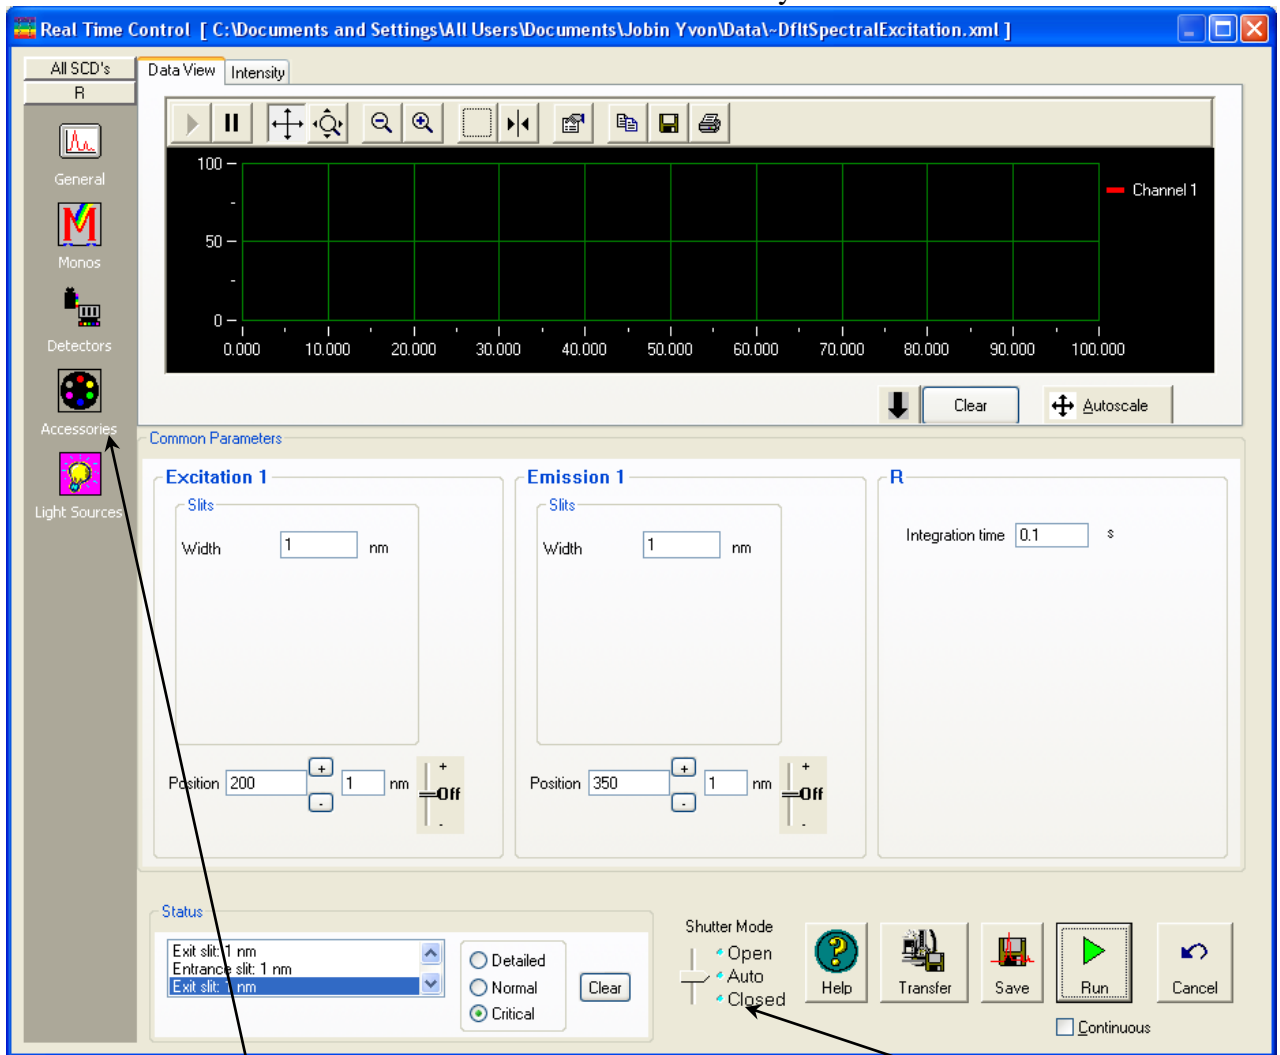 Real Time Control [ C:\Documents and Settings\All Users\Documents\Jobin Yvon\Data\~DfltSpectralExcitation.xml ]
All SCD's
R
General
Monos
Detectors
Accessories
Light Sources
Data View Intensity
100
50
0
0.000 10.000 20.000 30.000 40.000 50.000 60.000 70.000 80.000 90.000 100.000
Channel 1
Clear Autoscale
Common Parameters
Excitation 1
Slits
Width 1 nm
Position 200 + 1 nm + Off -
-
Emission 1
Slits
Width 1 nm
Position 350 + 1 nm + Off -
-
R
Integration time 0.1 s
Status
Exit slit: 1 nm
Entrance slit: 1 nm
Exit slit: 1 nm
Detailed
Normal
Critical
Clear
Shutter Mode
Open
Auto
Closed
Help Transfer Save Run Cancel
Continuous